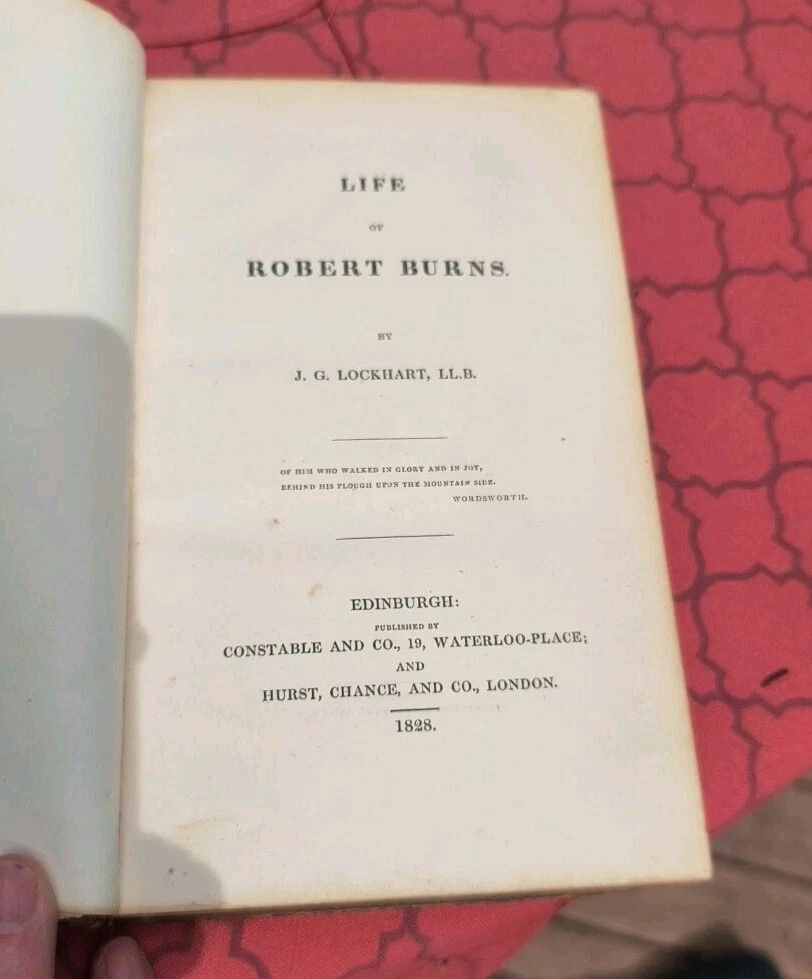 LIFE
OF
ROBERT BURNS.
BY
J. G. LOCKHART, LL.B.
OF HIM WHO WALKED IN GLORY AND IN JOY,
BEHIND HIS PLOUGH UPON THE MOUNTAIN SIDE.
WORDSWORTH.
EDINBURGH:
PUBLISHED BY
CONSTABLE AND CO., 19, WATERLOO-PLACE;
AND
HURST, CHANCE, AND CO., LONDON.
1828.